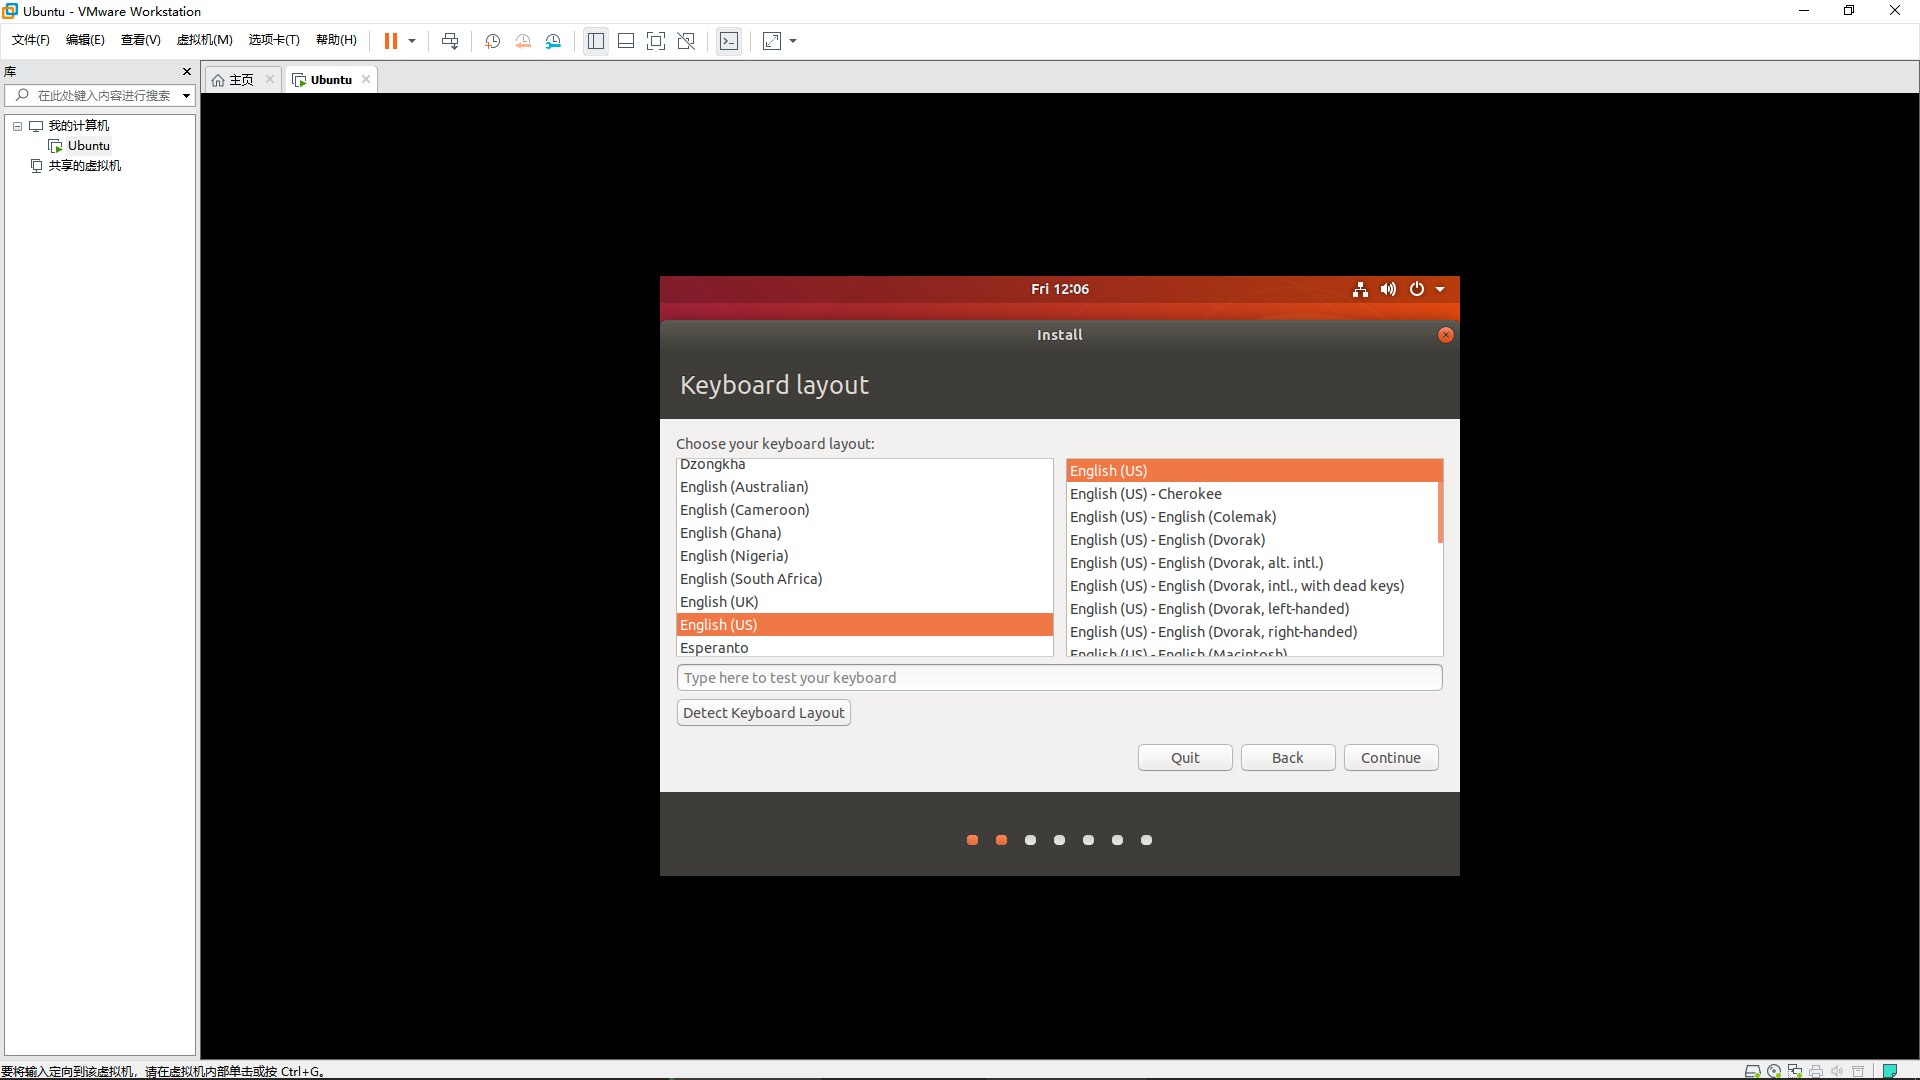 Ubuntu - VMware Workstation
文件(F) 编辑(E) 查看(V) 虚拟机(M) 选项卡(T) 帮助(H)
库
在此处键入内容进行搜索
我的计算机
Ubuntu
共享的虚拟机
主页 Ubuntu
Fri 12:06
Install
Keyboard layout
Choose your keyboard layout:
Dzongkha
English (Australian)
English (Cameroon)
English (Ghana)
English (Nigeria)
English (South Africa)
English (UK)
English (US)
Esperanto
English (US)
English (US) - Cherokee
English (US) - English (Colemak)
English (US) - English (Dvorak)
English (US) - English (Dvorak, alt. intl.)
English (US) - English (Dvorak, intl., with dead keys)
English (US) - English (Dvorak, left-handed)
English (US) - English (Dvorak, right-handed)
English (US) - English (Macintosh)
Type here to test your keyboard
Detect Keyboard Layout
Quit Back Continue
要将输入定向到该虚拟机，请在虚拟机内部单击或按 Ctrl+G。